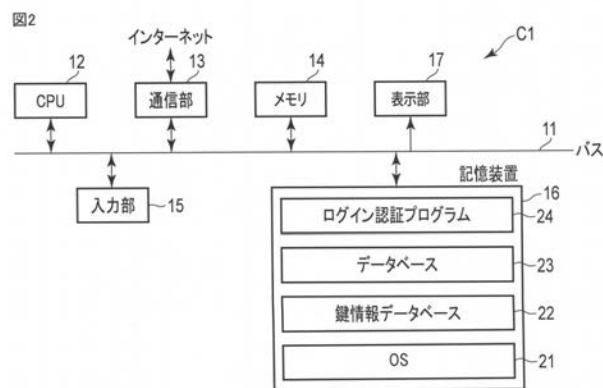 図2
インターネット
C1
12
13
14
17
CPU
通信部
メモリ
表示部
11
バス
記憶装置
入力部
15
16
ログイン認証プログラム
24
データベース
23
鍵情報データベース
22
OS
21